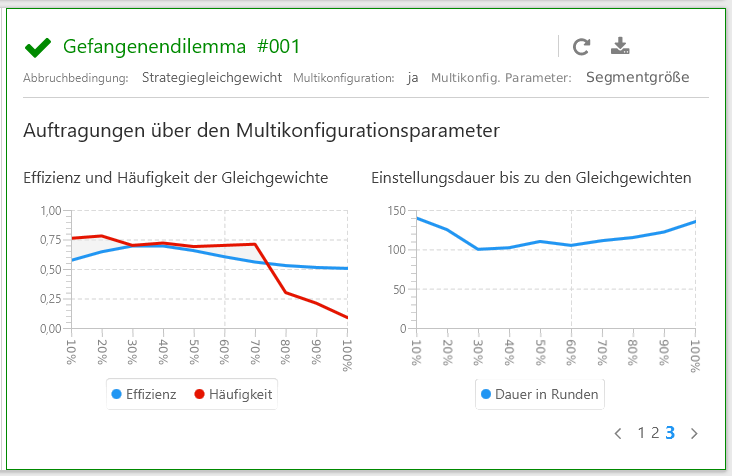 Gefangenendilemma #001
Abbruchbedingung: Strategiegleichgewicht Multikonfiguration: ja Multikonfig. Parameter: Segmentgröße
Auftragungen über den Multikonfigurationsparameter
Effizienz und Häufigkeit der Gleichgewichte
1,00
0,75
0,50
0,25
0,00
10% 20% 30% 40% 50% 60% 70% 80% 90% 100%
Effizienz Häufigkeit
Einstellungsdauer bis zu den Gleichgewichten
150
100
50
0
10% 20% 30% 40% 50% 60% 70% 80% 90% 100%
Dauer in Runden
1 2 3